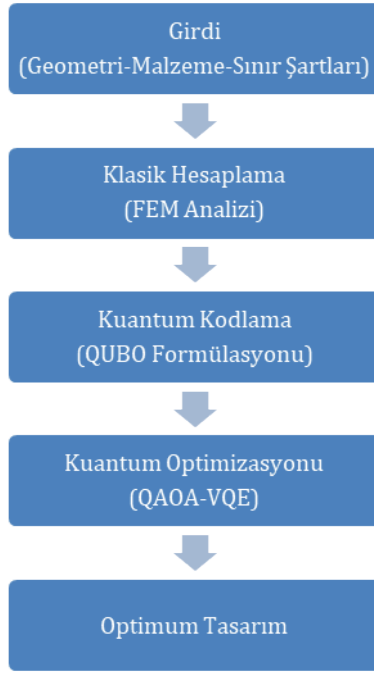 Girdi
(Geometri-Malzeme-Sınır Şartları)
Klasik Hesaplama
(FEM Analizi)
Kuantum Kodlama
(QUBO Formülasyonu)
Kuantum Optimizasyonu
(QAOA-VQE)
Optimum Tasarım